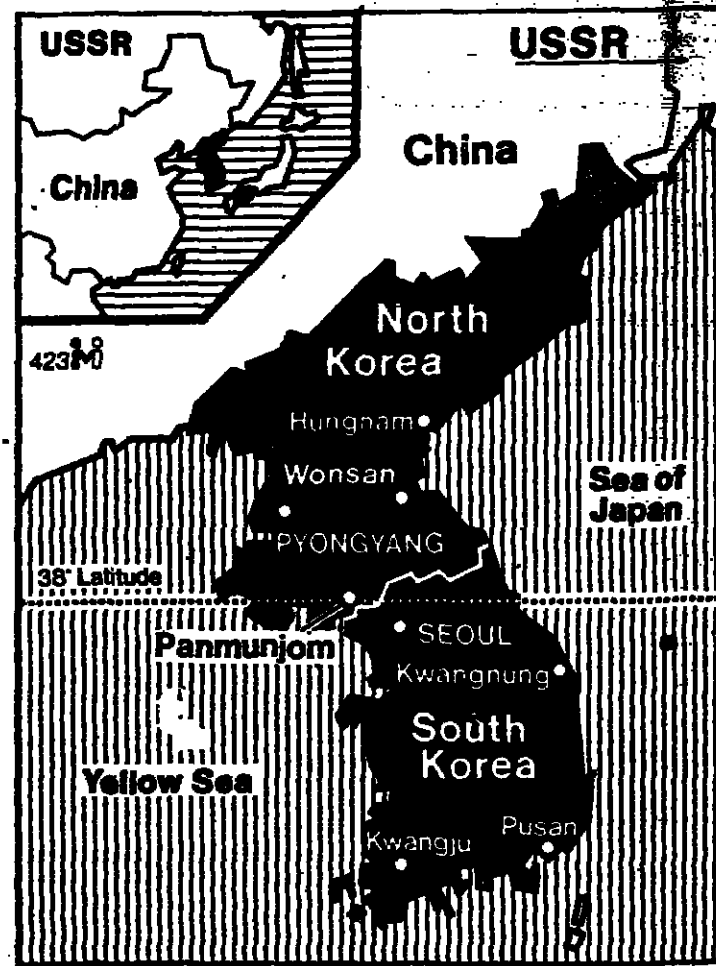 USSR
China
USSR
China
North
Korea
Hungnam
Wonsan
PYONGYANG
Sea of
Japan
38° Latitude
Panmunjom
SEOUL
Kwangnung
South
Korea
Yellow Sea
Kwangju
Pusan